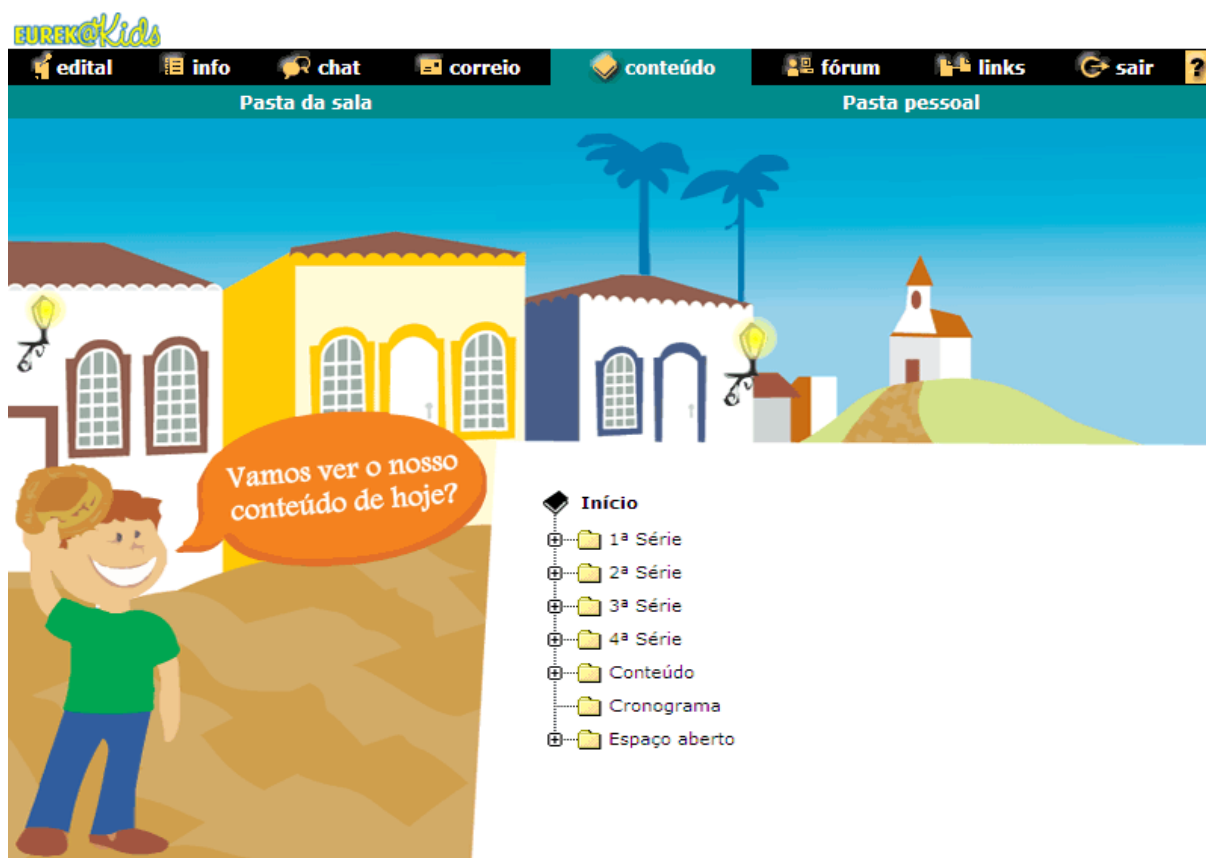 EUREK@Kids
edital info chat correio conteúdo fórum links sair ?
Pasta da sala Pasta pessoal
Vamos ver o nosso
conteúdo de hoje?
Início
1ª Série
2ª Série
3ª Série
4ª Série
Conteúdo
Cronograma
Espaço aberto